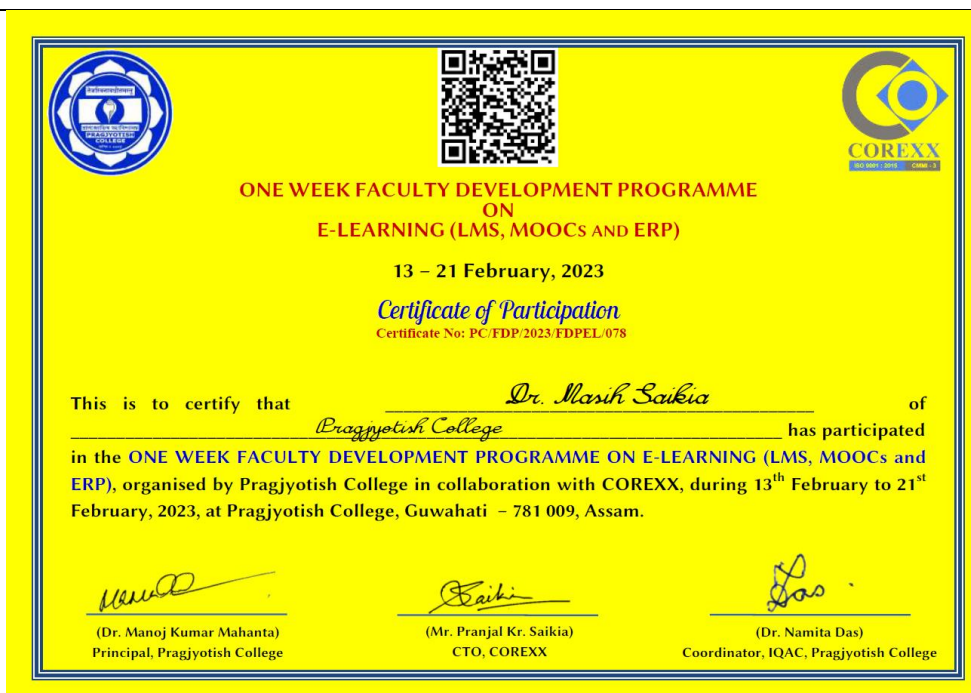 PRAGJYOTISH
COLLEGE
COREXX
ISO 9001 : 2015 CMMI - 3
ONE WEEK FACULTY DEVELOPMENT PROGRAMME
ON
E-LEARNING (LMS, MOOCs AND ERP)
13 – 21 February, 2023
Certificate of Participation
Certificate No: PC/FDP/2023/FDPEL/078
This is to certify that Dr. Masih Saikia of
Pragjyotish College has participated
in the ONE WEEK FACULTY DEVELOPMENT PROGRAMME ON E-LEARNING (LMS, MOOCs and
ERP), organised by Pragjyotish College in collaboration with COREXX, during 13th February to 21st
February, 2023, at Pragjyotish College, Guwahati – 781 009, Assam.
(Dr. Manoj Kumar Mahanta)
Principal, Pragjyotish College
Saikia
(Mr. Pranjal Kr. Saikia)
CTO, COREXX
Das
(Dr. Namita Das)
Coordinator, IQAC, Pragjyotish College